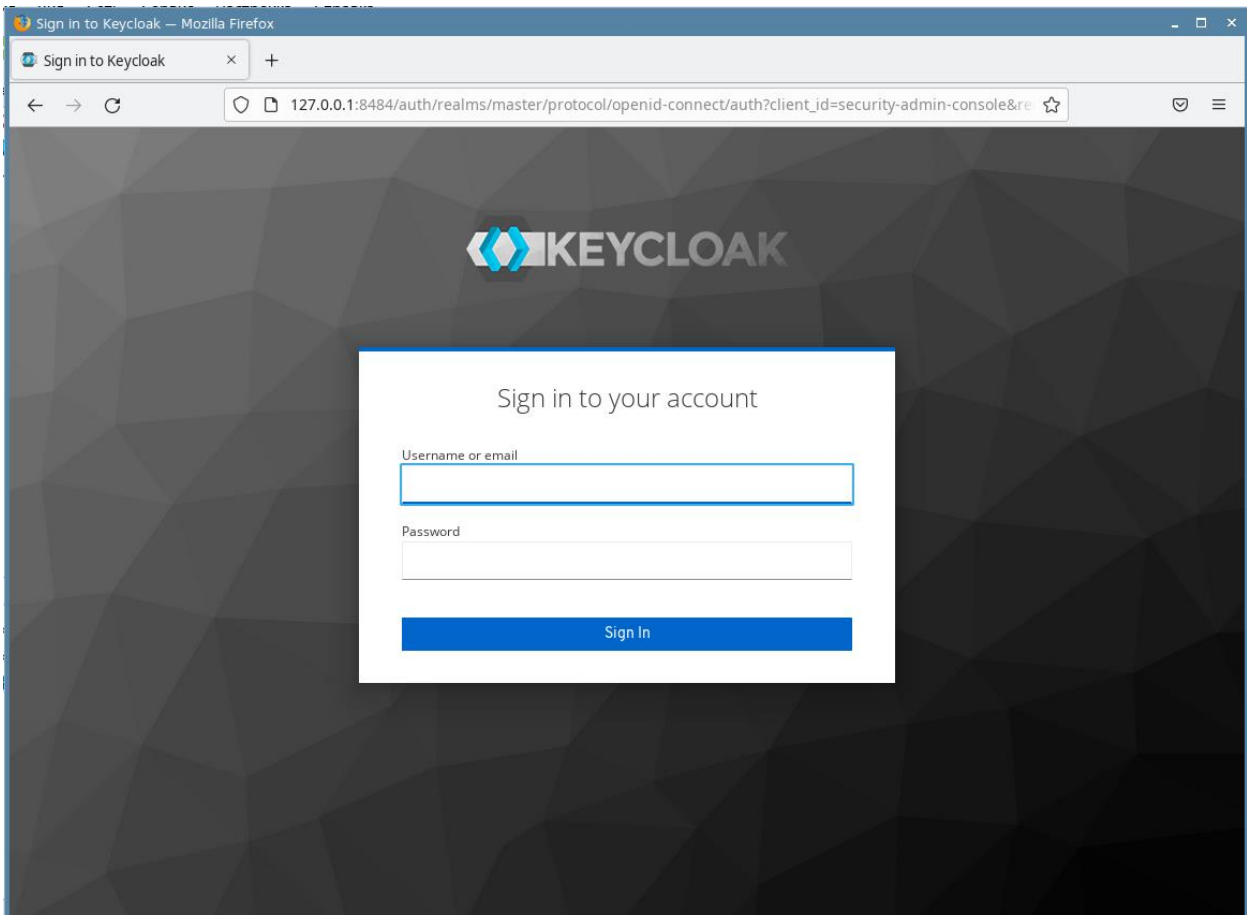 Sign in to Keycloak — Mozilla Firefox
Sign in to Keycloak
127.0.0.1:8484/auth/realms/master/protocol/openid-connect/auth?client_id=security-admin-console&re
KEYCLOAK
Sign in to your account
Username or email
Password
Sign In